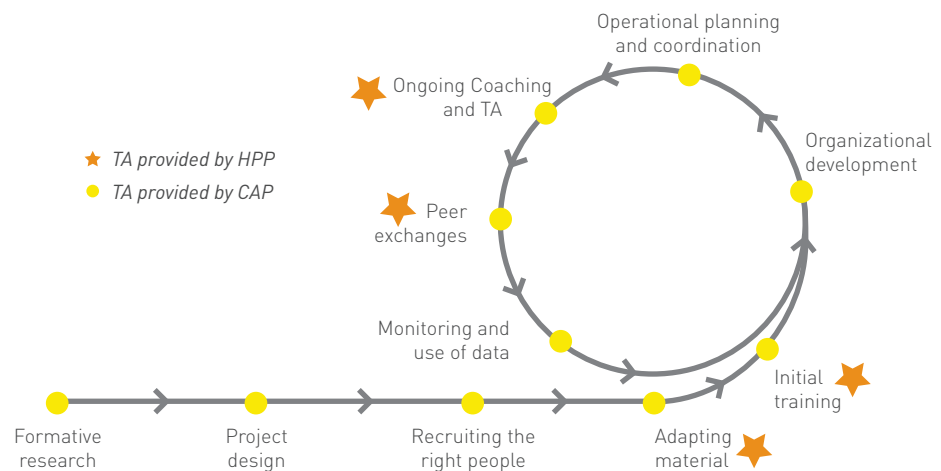 Operational planning
and coordination
Ongoing Coaching
and TA
Organizational
development
TA provided by HPP
TA provided by CAP
Peer
exchanges
Monitoring and
use of data
Initial
training
Formative
research
Project
design
Recruiting the
right people
Adapting
material